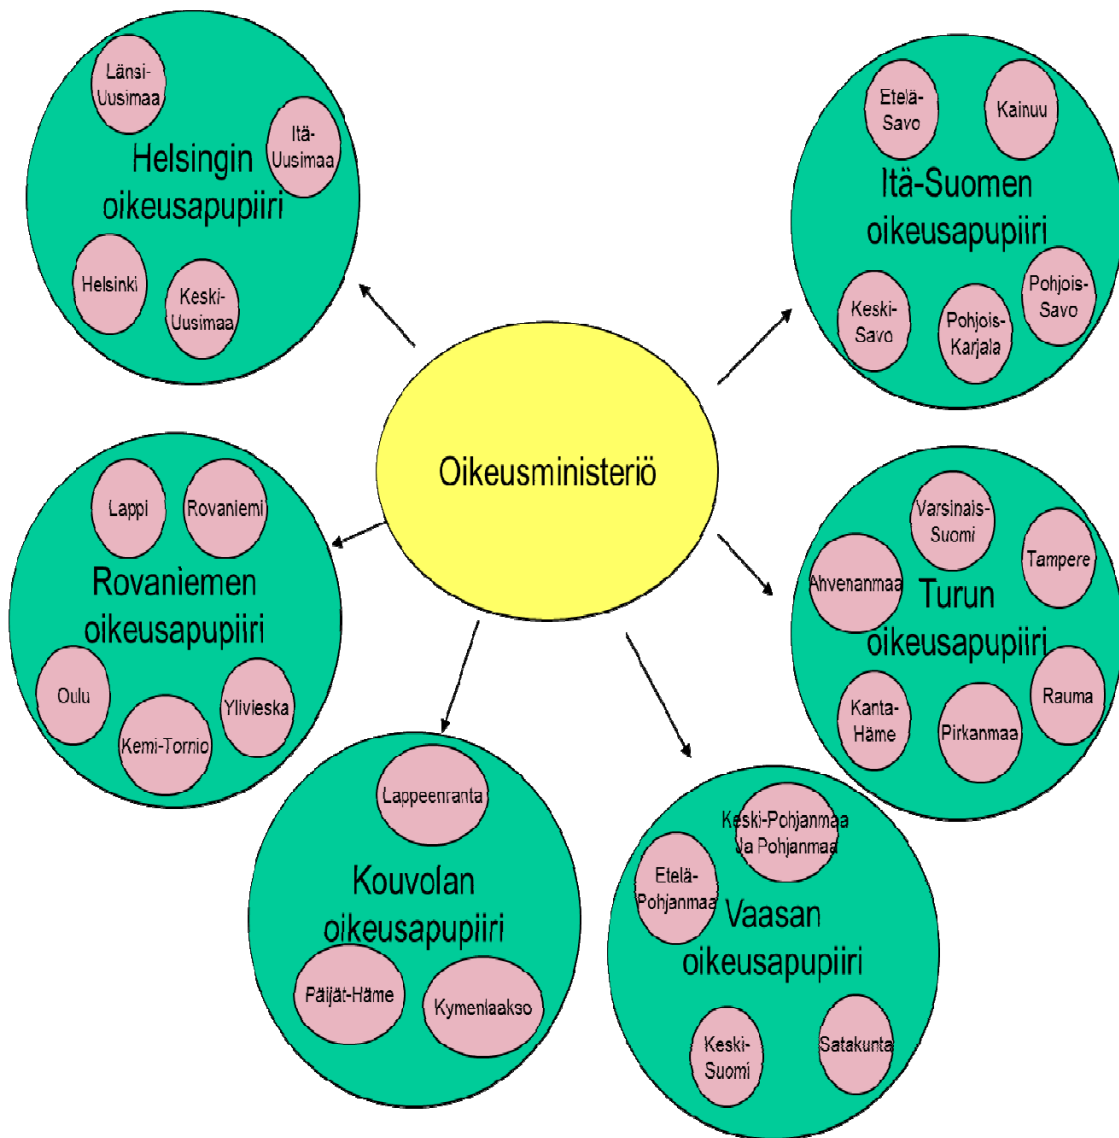 Länsi-
Uusimaa
Itä-
Uusimaa
Helsingin
oikeusapupiiri
Helsinki
Keski-
Uusimaa
Etelä-
Savo
Kainuu
Itä-Suomen
oikeusapupiiri
Keski-
Savo
Pohjois-
Karjala
Pohjois-
Savo
Oikeusministeriö
Lappi
Rovaniemi
Rovaniemen
oikeusapupiiri
Oulu
Kemi-Tornio
Ylivieska
Varsinais-
Suomi
Tampere
Ahvenanmaa
Turun
oikeusapupiiri
Kanta-
Häme
Pirkanmaa
Rauma
Lappeenranta
Kouvolan
oikeusapupiiri
Päijät-Häme
Kymenlaakso
Keski-Pohjanmaa
Ja Pohjanmaa
Etelä-
Pohjanmaa
Vaasan
oikeusapupiiri
Keski-
Suomi
Satakunta